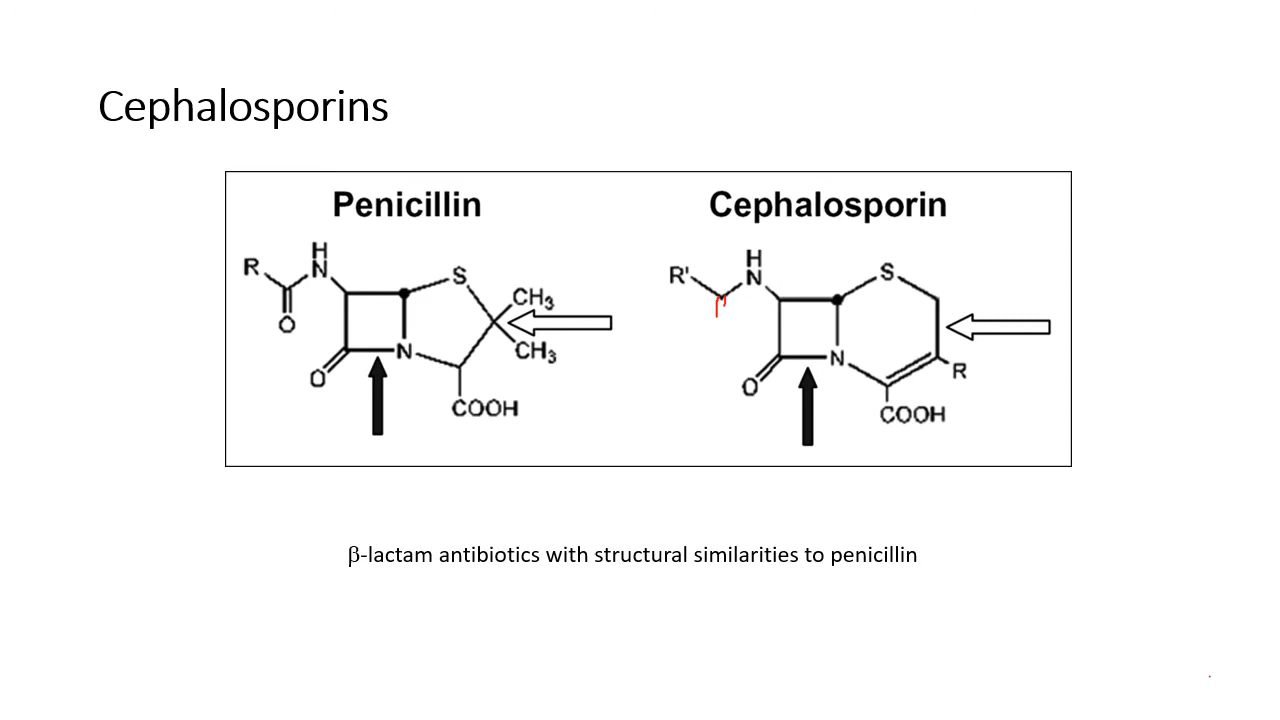 Cephalosporins
Penicillin
Cephalosporin
H
R
N
S
O
CH₃
CH₃
N
O
COOH
H
R'
N
S
N
R
O
COOH
β-lactam antibiotics with structural similarities to penicillin